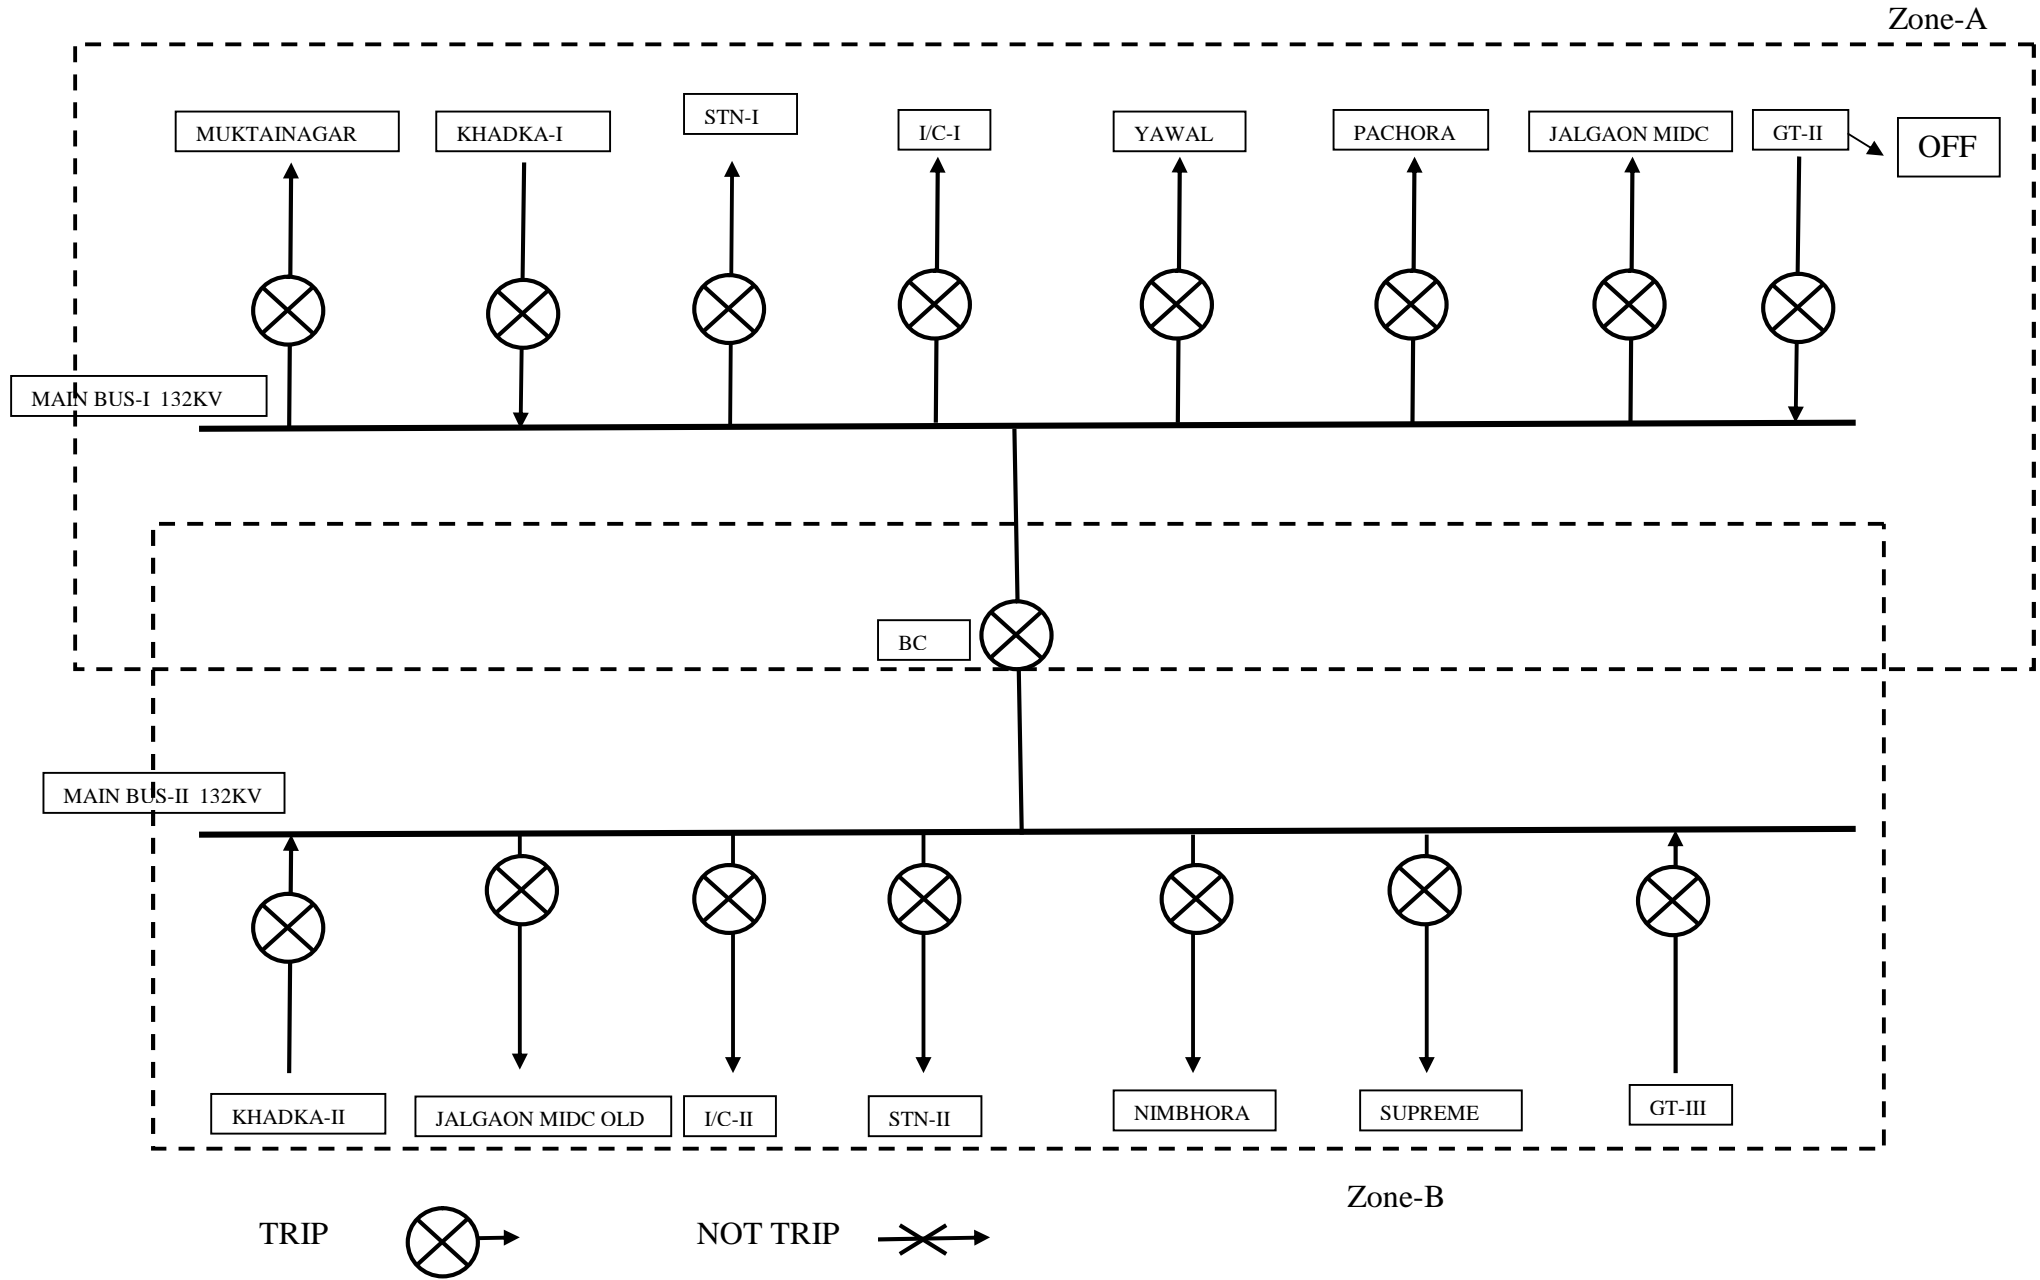 Zone-A
MUKTAINAGAR
KHADKA-I
STN-I
I/C-I
YAWAL
PACHORA
JALGAON MIDC
GT-II
OFF
MAIN BUS-I 132KV
BC
MAIN BUS-II 132KV
KHADKA-II
JALGAON MIDC OLD
I/C-II
STN-II
NIMBHORA
SUPREME
GT-III
Zone-B
TRIP
NOT TRIP